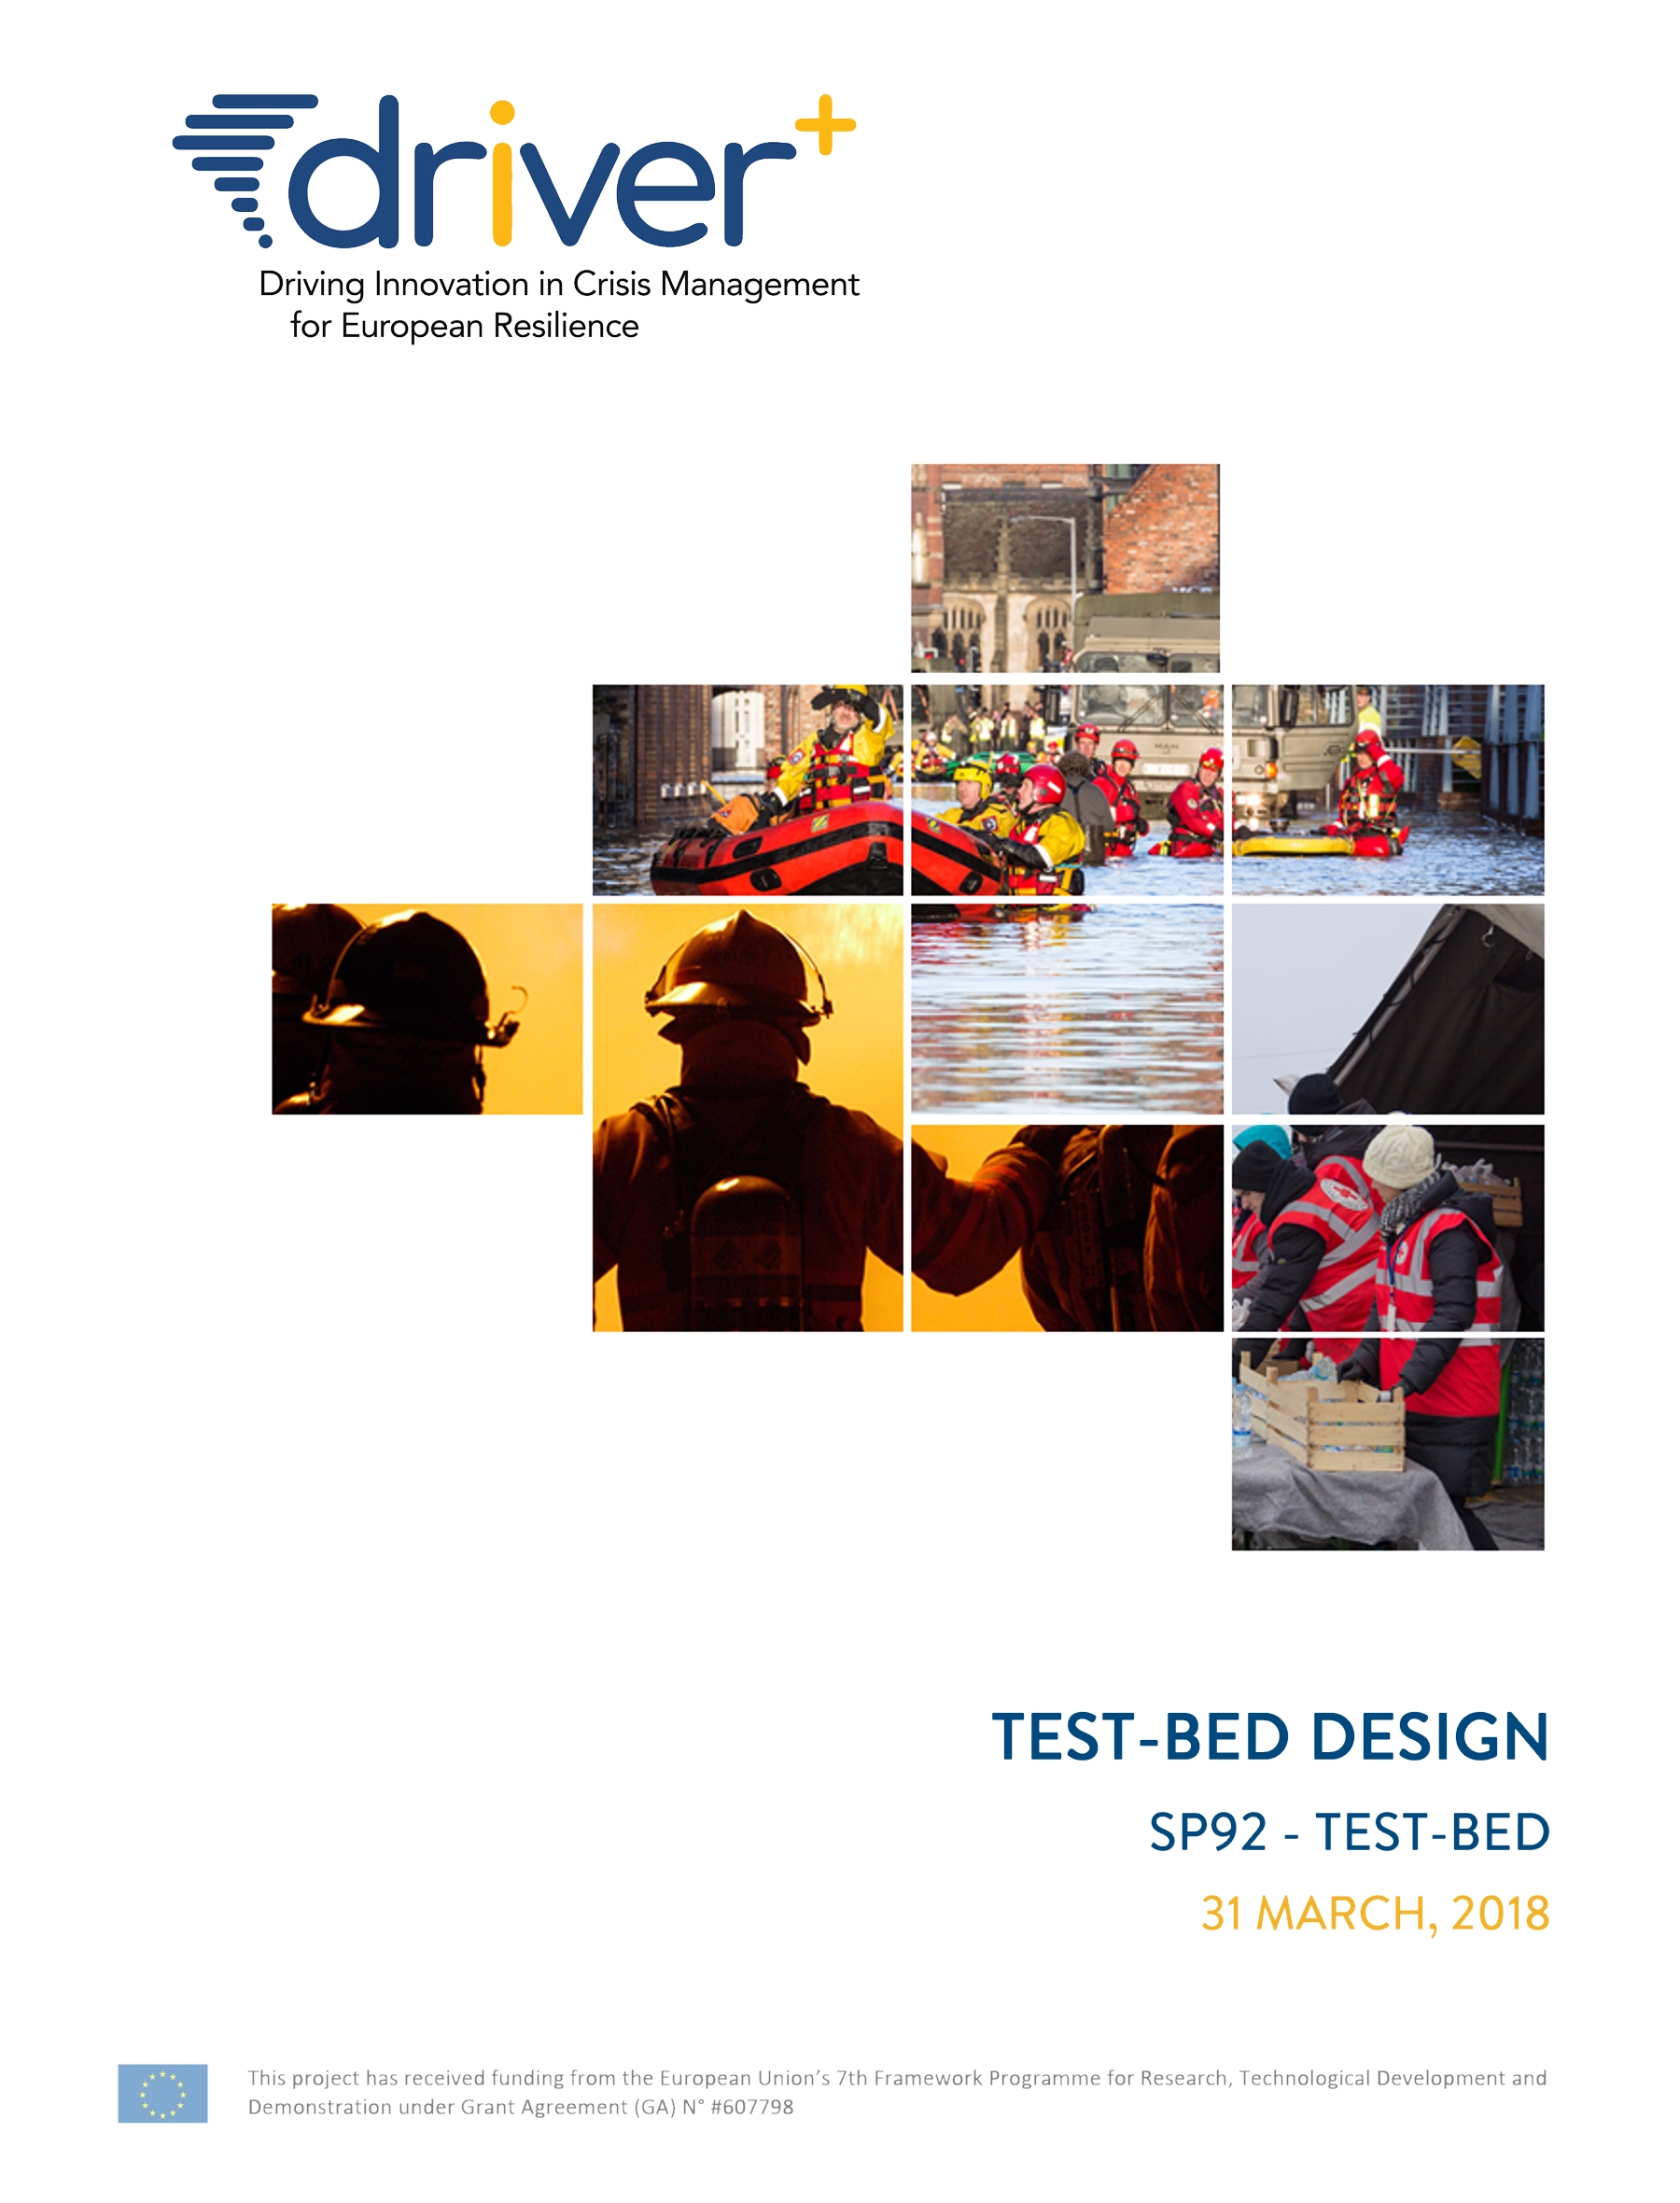 driver+
Driving Innovation in Crisis Management
for European Resilience
TEST-BED DESIGN
SP92 - TEST-BED
31 MARCH, 2018
This project has received funding from the European Union’s 7th Framework Programme for Research, Technological Development and
Demonstration under Grant Agreement (GA) N° #607798